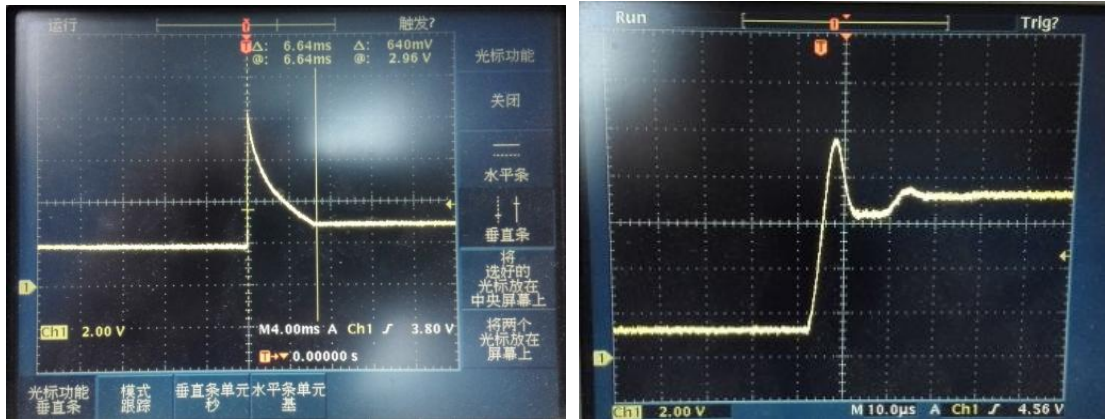 运行
触发?
Δ: 6.64ms Δ: 640mV
@: 6.64ms @: 2.96 V
光标功能
关闭
水平条
垂直条
将
选好的
光标放在
中央屏幕上
将两个
光标放在
屏幕上
1
Ch1 2.00 V M4.00ms A Ch1 3.80 V
T 0.00000 s
光标功能
垂直条
模式
跟踪
垂直条单元
秒
水平条单元
基
Run
Trig?
T
1
Ch1 2.00 V M 10.0µs A Ch1 4.56 V